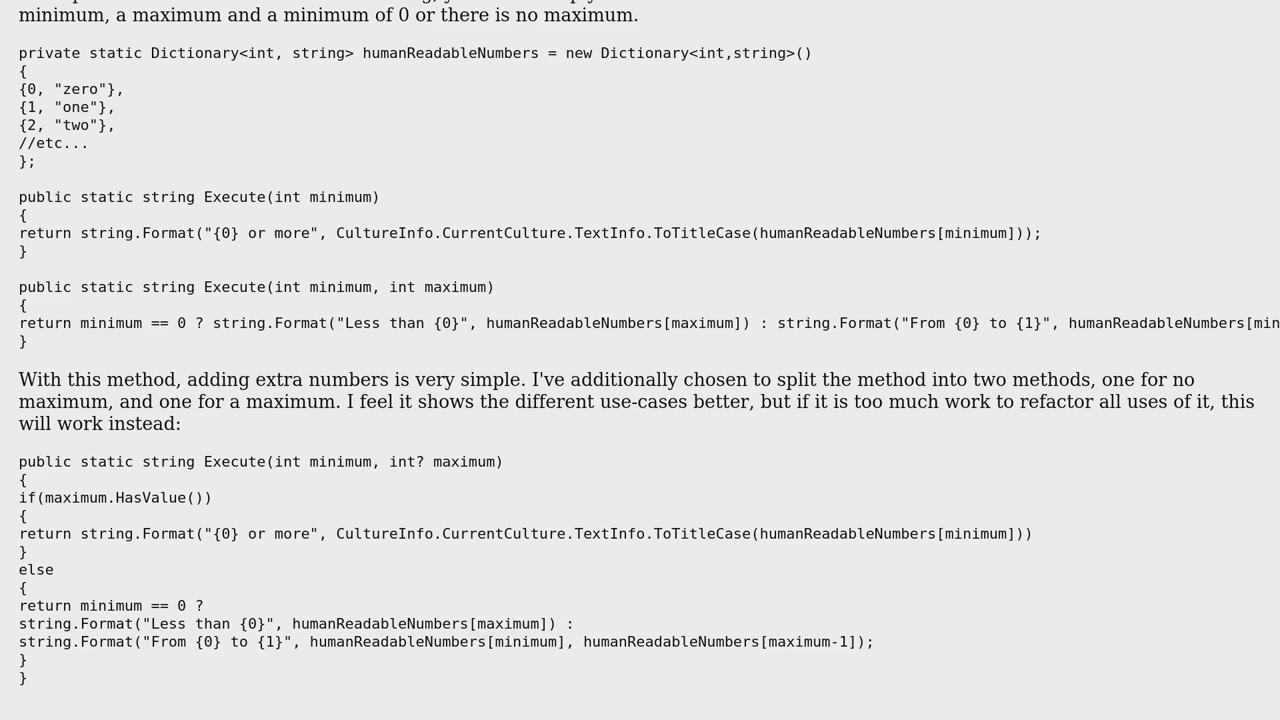 minimum, a maximum and a minimum of 0 or there is no maximum.
private static Dictionary<int, string> humanReadableNumbers = new Dictionary<int,string>()
{
{0, "zero"},
{1, "one"},
{2, "two"},
//etc...
};
public static string Execute(int minimum)
{
return string.Format("{0} or more", CultureInfo.CurrentCulture.TextInfo.ToTitleCase(humanReadableNumbers[minimum]));
}
public static string Execute(int minimum, int maximum)
{
return minimum == 0 ? string.Format("Less than {0}", humanReadableNumbers[maximum]) : string.Format("From {0} to {1}", humanReadableNumbers[min
}
With this method, adding extra numbers is very simple. I've additionally chosen to split the method into two methods, one for no
maximum, and one for a maximum. I feel it shows the different use-cases better, but if it is too much work to refactor all uses of it, this
will work instead:
public static string Execute(int minimum, int? maximum)
{
if(maximum.HasValue())
{
return string.Format("{0} or more", CultureInfo.CurrentCulture.TextInfo.ToTitleCase(humanReadableNumbers[minimum]))
}
else
{
return minimum == 0 ?
string.Format("Less than {0}", humanReadableNumbers[maximum]) :
string.Format("From {0} to {1}", humanReadableNumbers[minimum], humanReadableNumbers[maximum-1]);
}
}